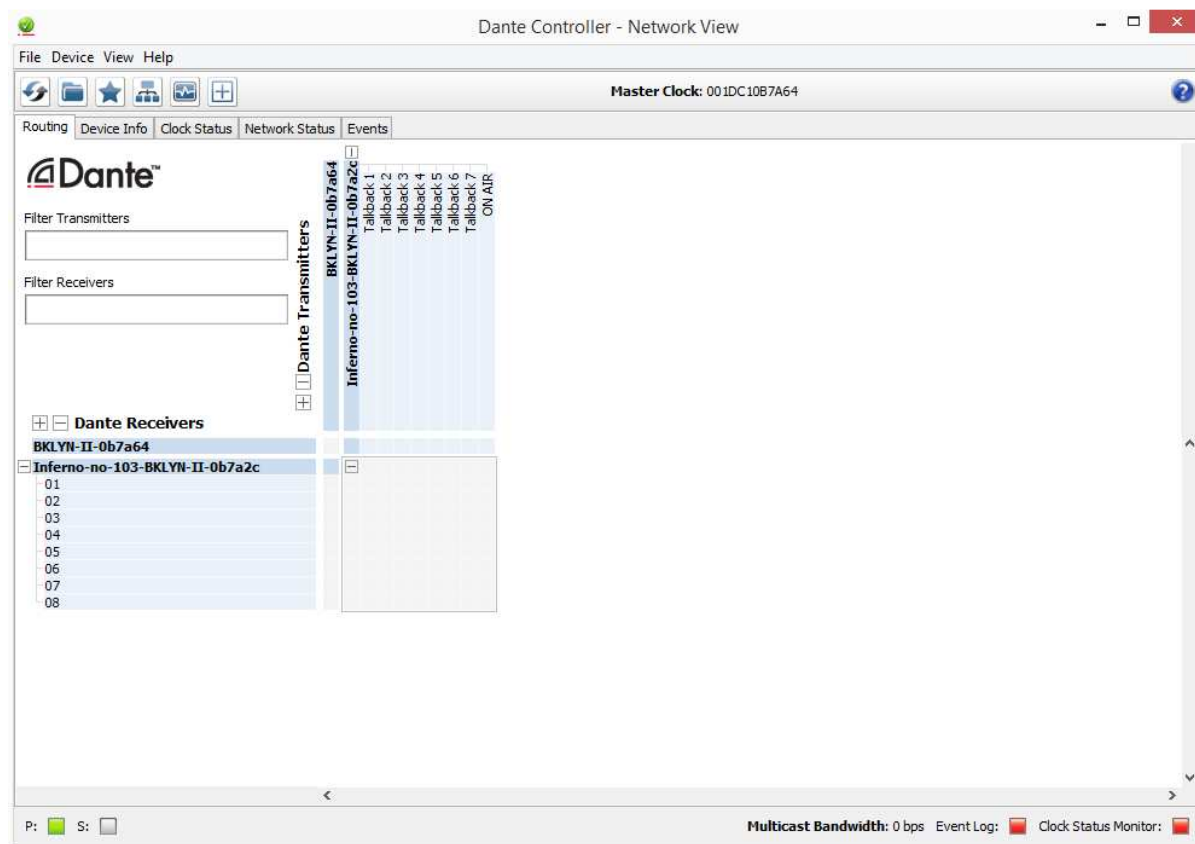 Dante Controller - Network View
File Device View Help
Master Clock: 001DC10B7A64
Routing Device Info Clock Status Network Status Events
Dante™
Filter Transmitters
Filter Receivers
Dante Transmitters
BKLYN-II-0b7a64
Inferno-no-103-BKLYN-II-0b7a2c
Talkback 1
Talkback 2
Talkback 3
Talkback 4
Talkback 5
Talkback 6
Talkback 7
ON AIR
Dante Receivers
BKLYN-II-0b7a64
Inferno-no-103-BKLYN-II-0b7a2c
01
02
03
04
05
06
07
08
P: S: Multicast Bandwidth: 0 bps Event Log: Clock Status Monitor: